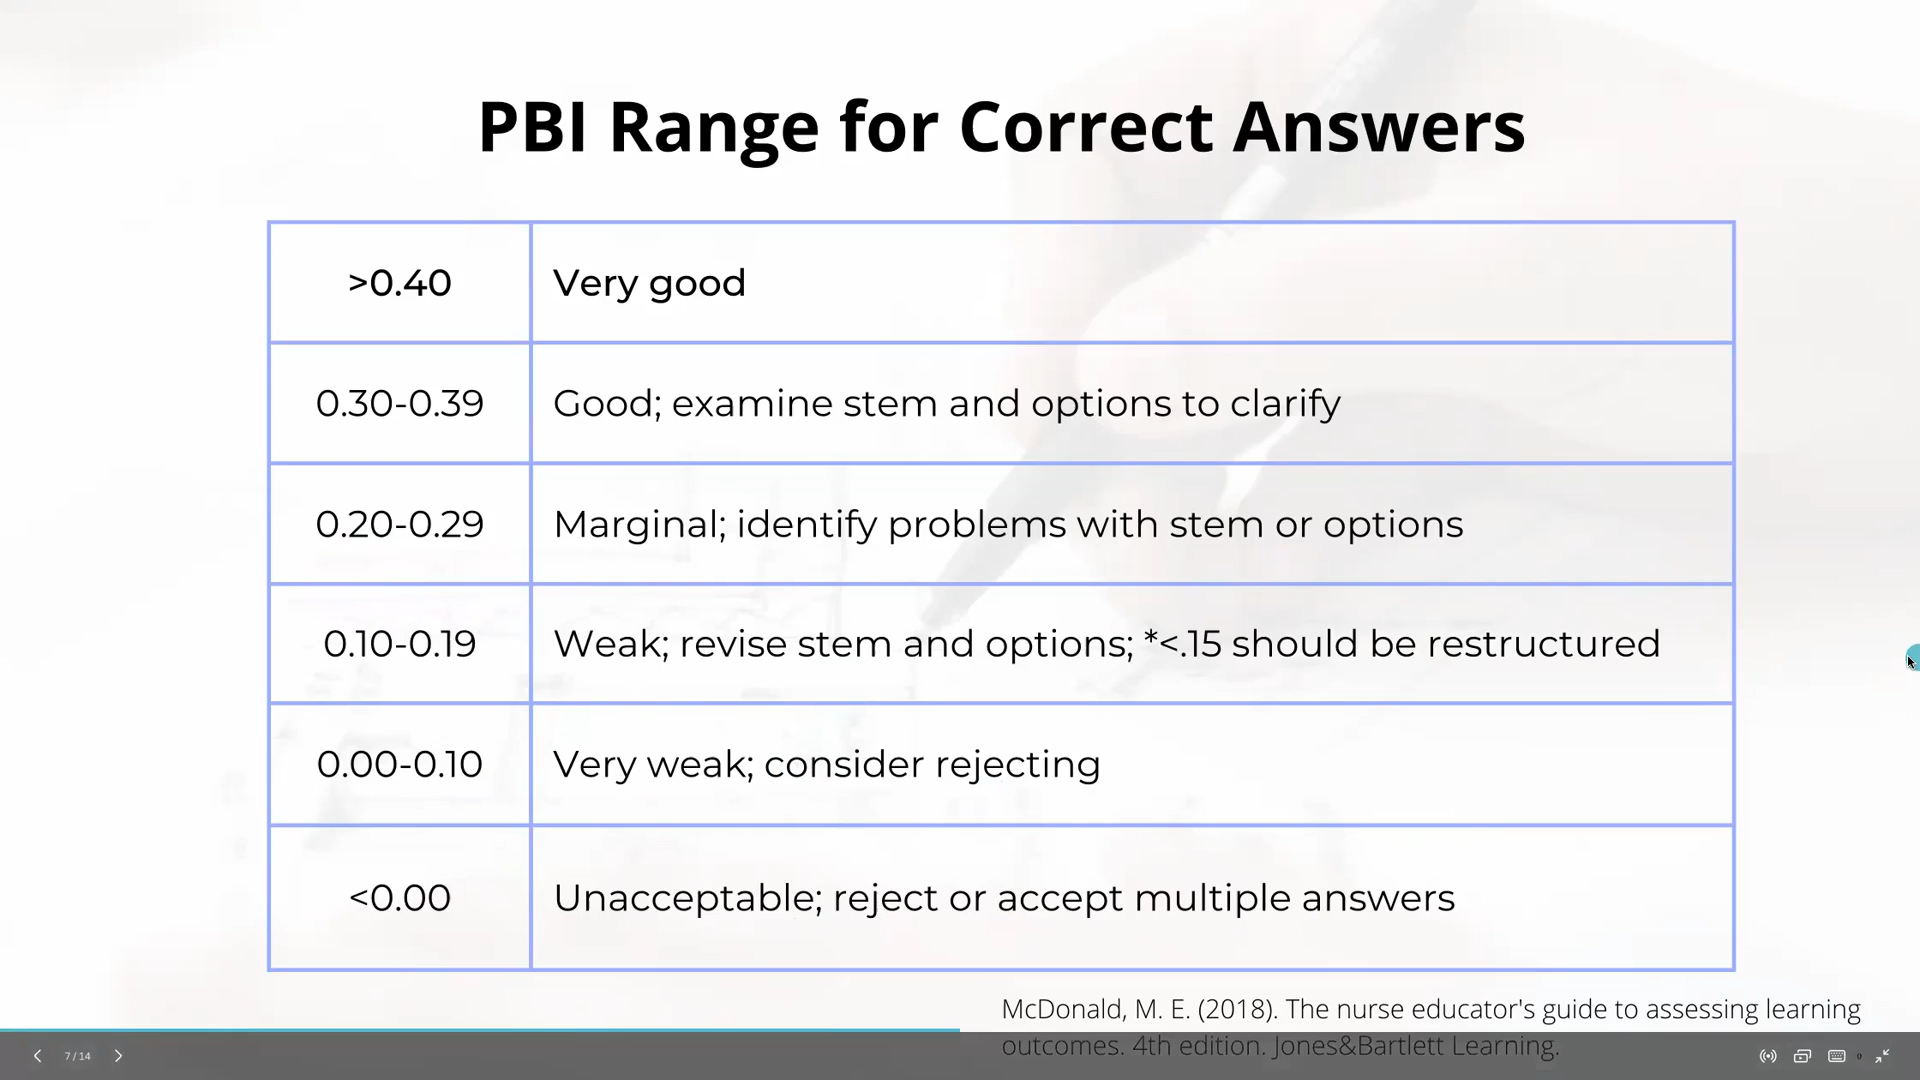 PBI Range for Correct Answers
>0.40 Very good
0.30-0.39 Good; examine stem and options to clarify
0.20-0.29 Marginal; identify problems with stem or options
0.10-0.19 Weak; revise stem and options; *<.15 should be restructured
0.00-0.10 Very weak; consider rejecting
<0.00 Unacceptable; reject or accept multiple answers
McDonald, M. E. (2018). The nurse educator's guide to assessing learning
outcomes. 4th edition. Jones&Bartlett Learning.
7/14
0